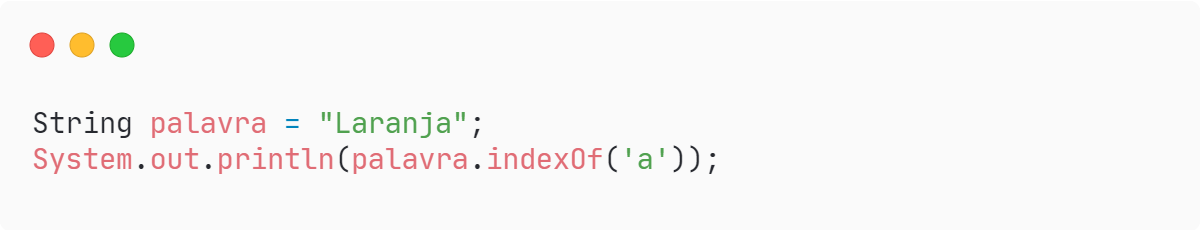 String palavra = "Laranja";
System.out.println(palavra.indexOf('a'));